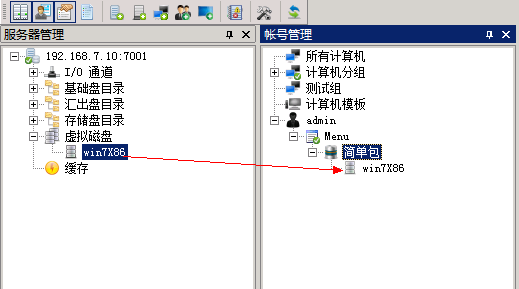 服务器管理
192.168.7.10:7001
I/O 通道
基础盘目录
汇出盘目录
存储盘目录
虚拟磁盘
win7X86
缓存
帐号管理
所有计算机
计算机分组
测试组
计算机模板
admin
Menu
简单包
win7X86